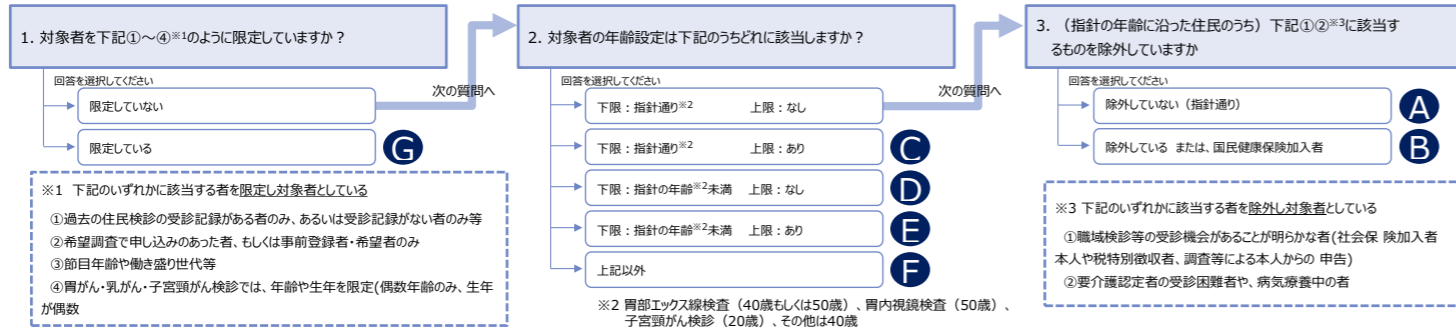 1. 対象者を下記①～④※1のように限定していますか？
回答を選択してください
限定していない
次の質問へ
限定している
G
※1 下記のいずれかに該当する者を限定し対象者としている
①過去の住民検診の受診記録がある者のみ、あるいは受診記録がない者のみ等
②希望調査で申し込みのあった者、もしくは事前登録者・希望者のみ
③節目年齢や働き盛り世代等
④胃がん・乳がん・子宮頸がん検診では、年齢や生年を限定(偶数年齢のみ、生年
が偶数
2. 対象者の年齢設定は下記のうちどれに該当しますか？
回答を選択してください
下限：指針通り※2 上限：なし
次の質問へ
下限：指針通り※2 上限：あり
C
下限：指針の年齢※2未満 上限：なし
D
下限：指針の年齢※2未満 上限：あり
E
上記以外
F
※2 胃部エックス線検査（40歳もしくは50歳）、胃内視鏡検査（50歳）、
子宮頸がん検診（20歳）、その他は40歳
3. （指針の年齢に沿った住民のうち）下記①②※3に該当す
るものを除外していますか
回答を選択してください
除外していない（指針通り）
A
除外している または、国民健康保険加入者
B
※3 下記のいずれかに該当する者を除外し対象者としている
①職域検診等の受診機会があることが明らかな者(社会保 険加入者
本人や税特別徴収者、調査等による本人からの 申告)
②要介護認定者の受診困難者や、病気療養中の者